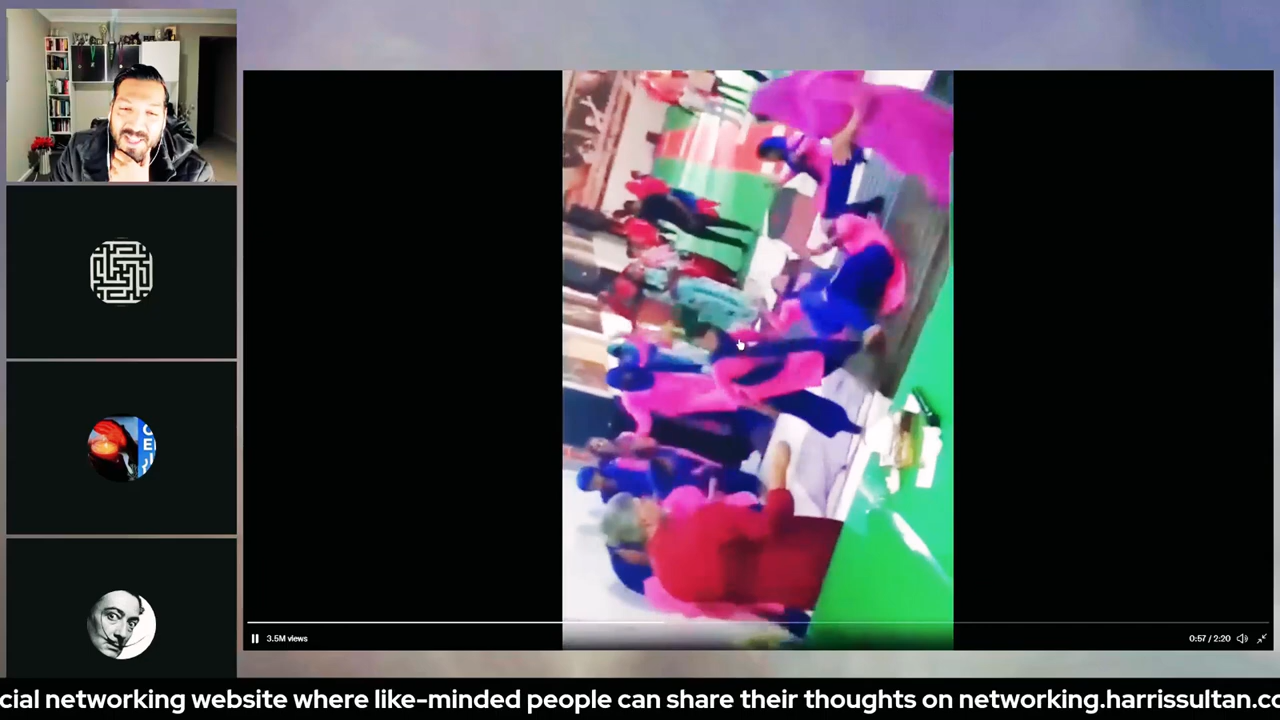 3.5M views
0:57 / 2:20
cial networking website where like-minded people can share their thoughts on networking.harrissultan.co